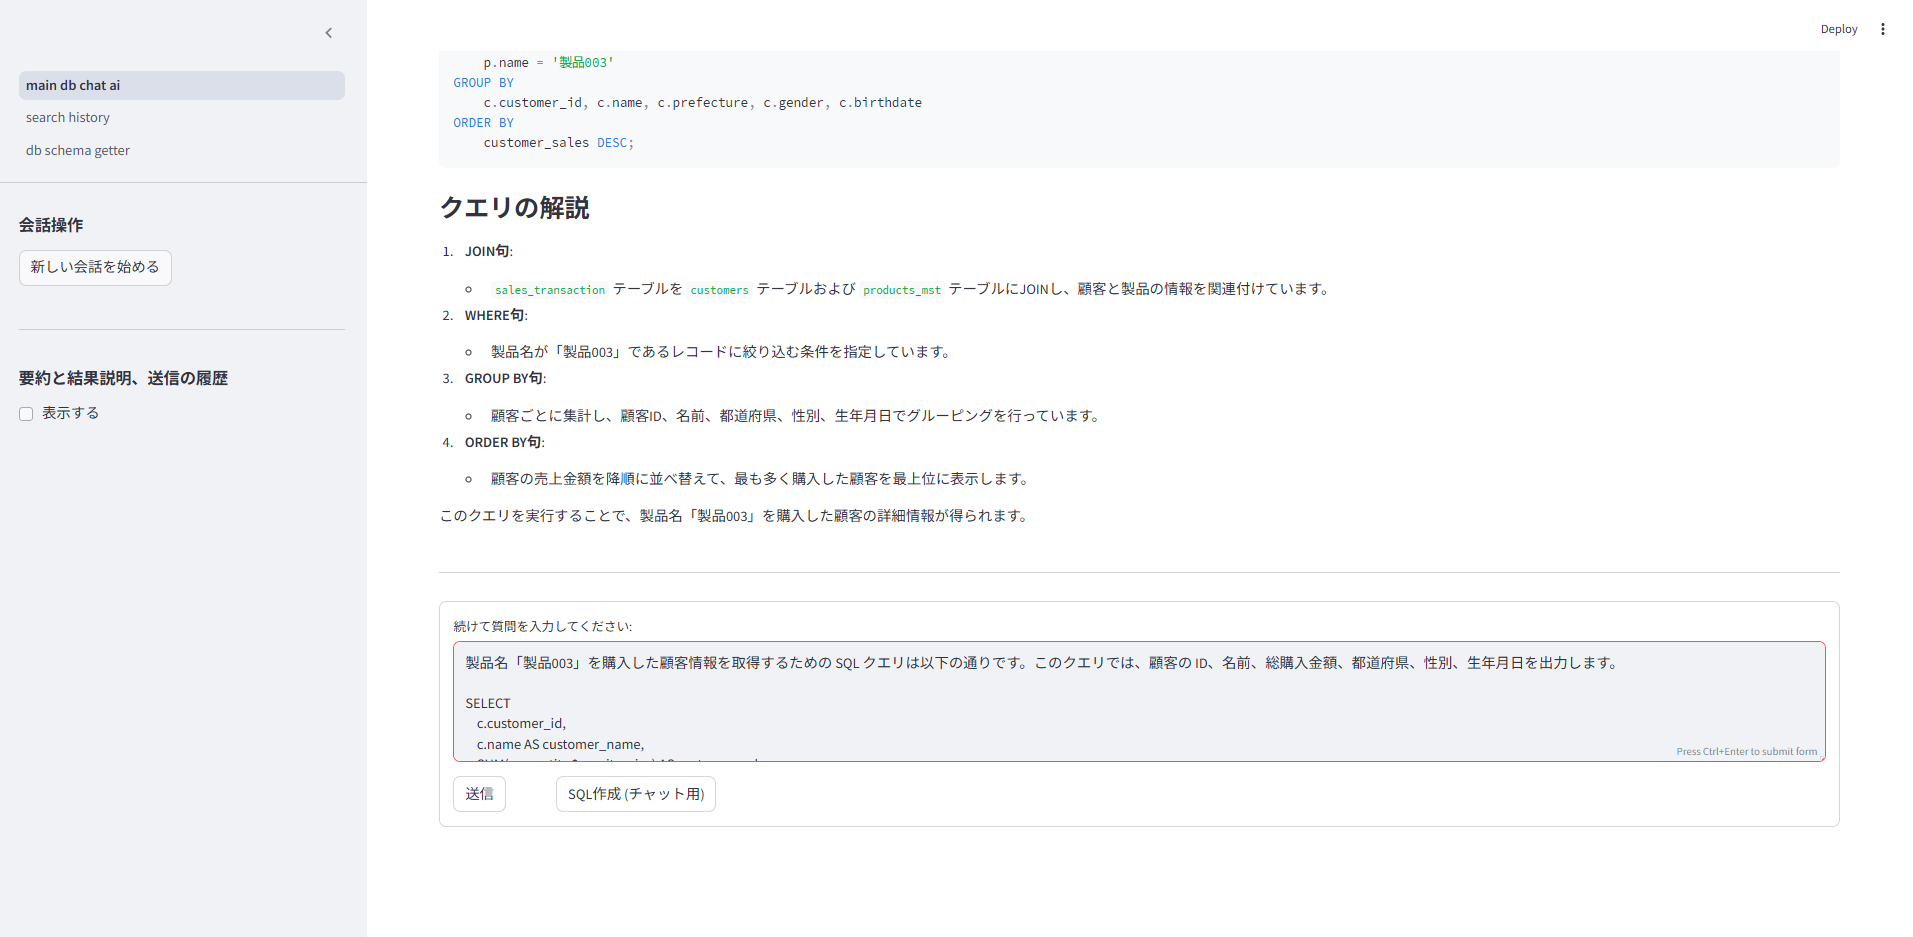 Deploy
main db chat ai
search history
db schema getter
会話操作
新しい会話を始める
要約と結果説明、送信の履歴
表示する
p.name = '製品003'
GROUP BY
c.customer_id, c.name, c.prefecture, c.gender, c.birthdate
ORDER BY
customer_sales DESC;
クエリの解説
1. JOIN句:
sales_transaction テーブルを customers テーブルおよび products_mst テーブルにJOINし、顧客と製品の情報を関連付けています。
2. WHERE句:
製品名が「製品003」であるレコードに絞り込む条件を指定しています。
3. GROUP BY句:
顧客ごとに集計し、顧客ID、名前、都道府県、性別、生年月日でグルーピングを行っています。
4. ORDER BY句:
顧客の売上金額を降順に並べ替えて、最も多く購入した顧客を最上位に表示します。
このクエリを実行することで、製品名「製品003」を購入した顧客の詳細情報が得られます。
続けて質問を入力してください:
製品名「製品003」を購入した顧客情報を取得するための SQL クエリは以下の通りです。このクエリでは、顧客の ID、名前、総購入金額、都道府県、性別、生年月日を出力します。
SELECT
c.customer_id,
c.name AS customer_name,
Press Ctrl+Enter to submit form
送信
SQL作成 (チャット用)